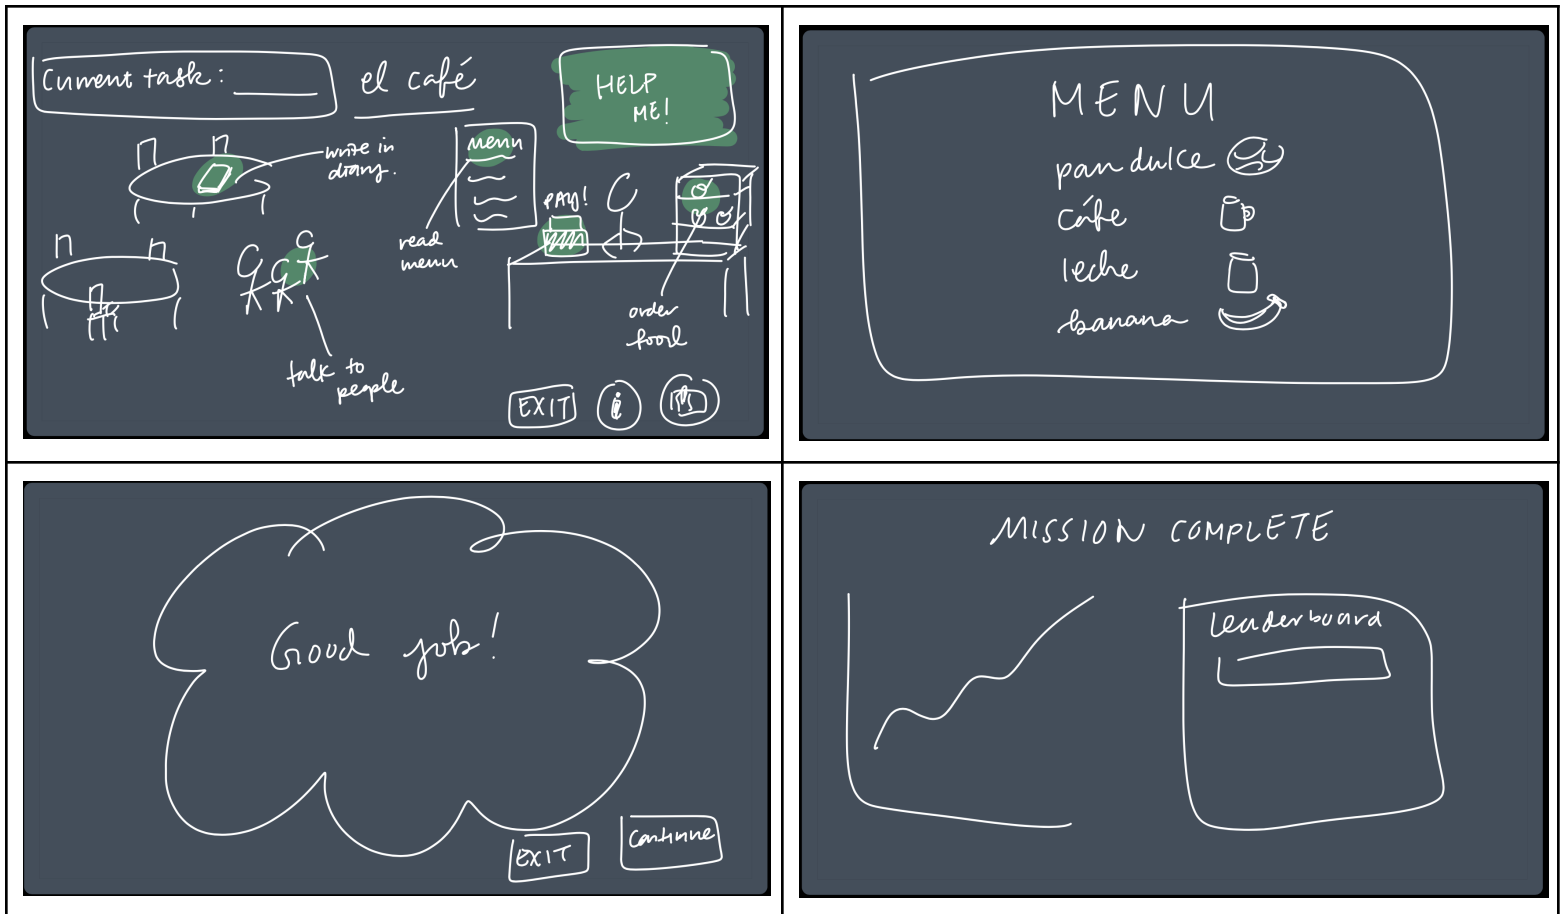 Current task:
el café
HELP
ME!
write in
diary.
menu
PAY!
read
menu
order
food
talk to
people
EXIT
i
MENU
pan dulce
cáfe
leche
banana
Good job!
EXIT
Continue
MISSION COMPLETE
Leaderboard